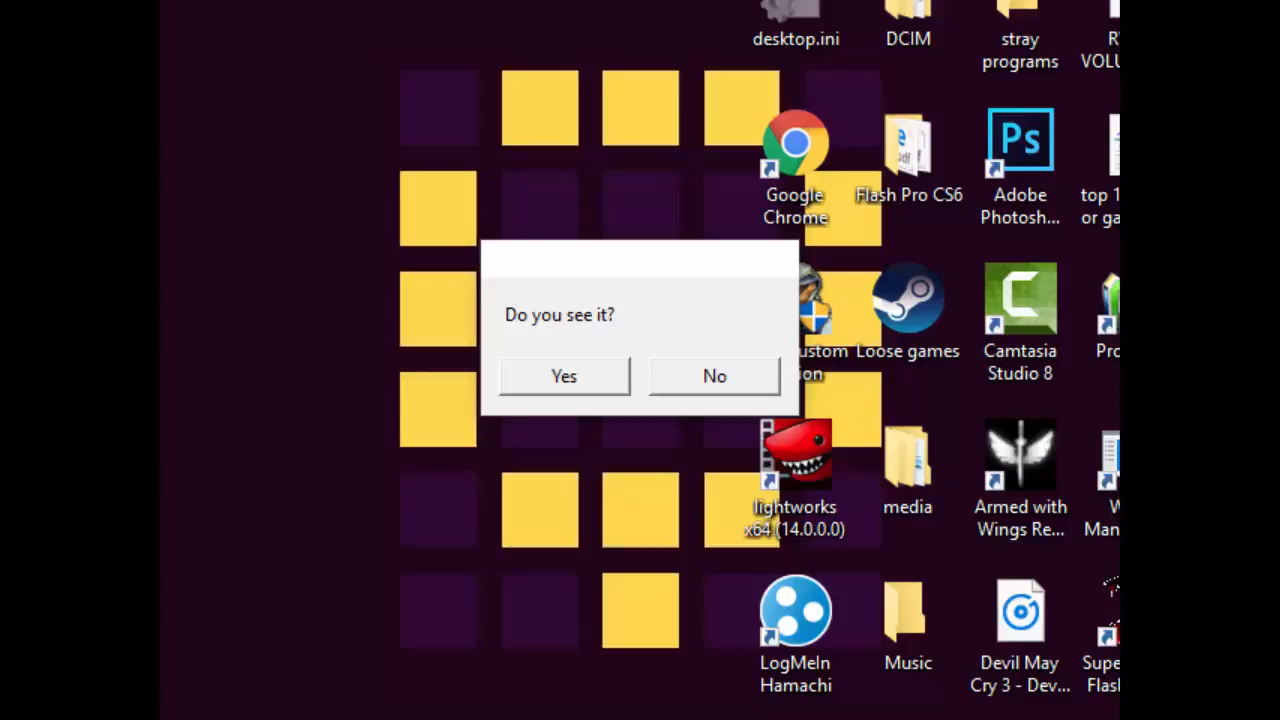 desktop.ini
DCIM
stray
programs
Google
Chrome
Flash Pro CS6
Ps
Adobe
Photosh...
top 1
or ga
Do you see it?
Yes
No
ustom
ion
Loose games
Camtasia
Studio 8
Pro
lightworks
x64 (14.0.0.0)
media
Armed with
Wings Re...
W
Man
LogMeIn
Hamachi
Music
Devil May
Cry 3 - Dev...
Supe
Flas